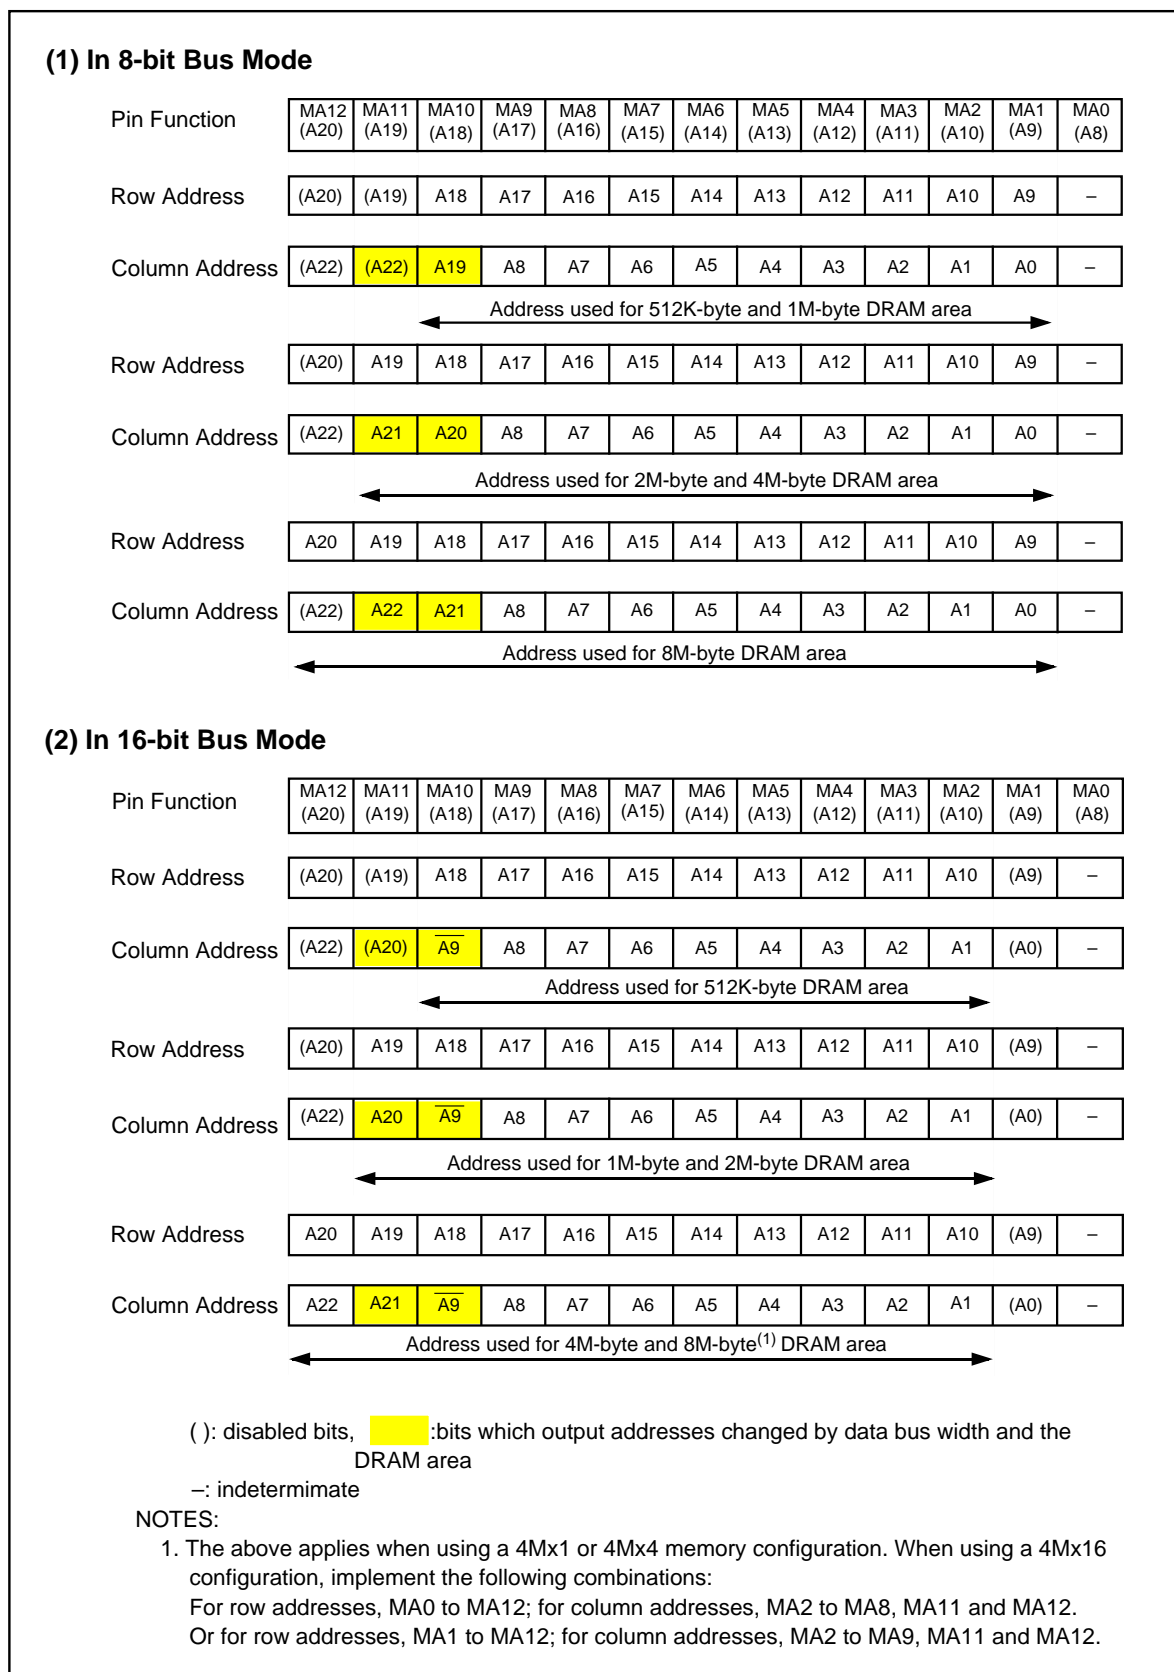 (1) In 8-bit Bus Mode
Pin Function MA12 (A20) MA11 (A19) MA10 (A18) MA9 (A17) MA8 (A16) MA7 (A15) MA6 (A14) MA5 (A13) MA4 (A12) MA3 (A11) MA2 (A10) MA1 (A9) MA0 (A8)
Row Address (A20) (A19) A18 A17 A16 A15 A14 A13 A12 A11 A10 A9 –
Column Address (A22) (A22) A19 A8 A7 A6 A5 A4 A3 A2 A1 A0 –
Address used for 512K-byte and 1M-byte DRAM area
Row Address (A20) A19 A18 A17 A16 A15 A14 A13 A12 A11 A10 A9 –
Column Address (A22) A21 A20 A8 A7 A6 A5 A4 A3 A2 A1 A0 –
Address used for 2M-byte and 4M-byte DRAM area
Row Address A20 A19 A18 A17 A16 A15 A14 A13 A12 A11 A10 A9 –
Column Address (A22) A22 A21 A8 A7 A6 A5 A4 A3 A2 A1 A0 –
Address used for 8M-byte DRAM area
(2) In 16-bit Bus Mode
Pin Function MA12 (A20) MA11 (A19) MA10 (A18) MA9 (A17) MA8 (A16) MA7 (A15) MA6 (A14) MA5 (A13) MA4 (A12) MA3 (A11) MA2 (A10) MA1 (A9) MA0 (A8)
Row Address (A20) (A19) A18 A17 A16 A15 A14 A13 A12 A11 A10 (A9) –
Column Address (A22) (A20) A̅9̅ A8 A7 A6 A5 A4 A3 A2 A1 (A0) –
Address used for 512K-byte DRAM area
Row Address (A20) A19 A18 A17 A16 A15 A14 A13 A12 A11 A10 (A9) –
Column Address (A22) A20 A̅9̅ A8 A7 A6 A5 A4 A3 A2 A1 (A0) –
Address used for 1M-byte and 2M-byte DRAM area
Row Address A20 A19 A18 A17 A16 A15 A14 A13 A12 A11 A10 (A9) –
Column Address A22 A21 A̅9̅ A8 A7 A6 A5 A4 A3 A2 A1 (A0) –
Address used for 4M-byte and 8M-byte(1) DRAM area
( ): disabled bits, :bits which output addresses changed by data bus width and the
DRAM area
–: indetermimate
NOTES:
1. The above applies when using a 4Mx1 or 4Mx4 memory configuration. When using a 4Mx16
configuration, implement the following combinations:
For row addresses, MA0 to MA12; for column addresses, MA2 to MA8, MA11 and MA12.
Or for row addresses, MA1 to MA12; for column addresses, MA2 to MA9, MA11 and MA12.